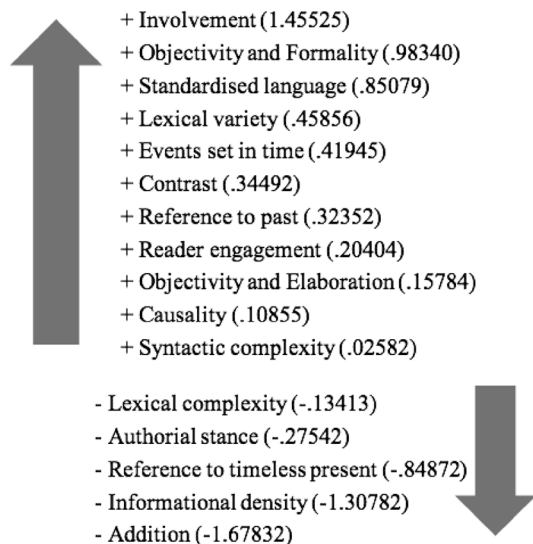 + Involvement (1.45525)
+ Objectivity and Formality (.98340)
+ Standardised language (.85079)
+ Lexical variety (.45856)
+ Events set in time (.41945)
+ Contrast (.34492)
+ Reference to past (.32352)
+ Reader engagement (.20404)
+ Objectivity and Elaboration (.15784)
+ Causality (.10855)
+ Syntactic complexity (.02582)
- Lexical complexity (-.13413)
- Authorial stance (-.27542)
- Reference to timeless present (-.84872)
- Informational density (-1.30782)
- Addition (-1.67832)